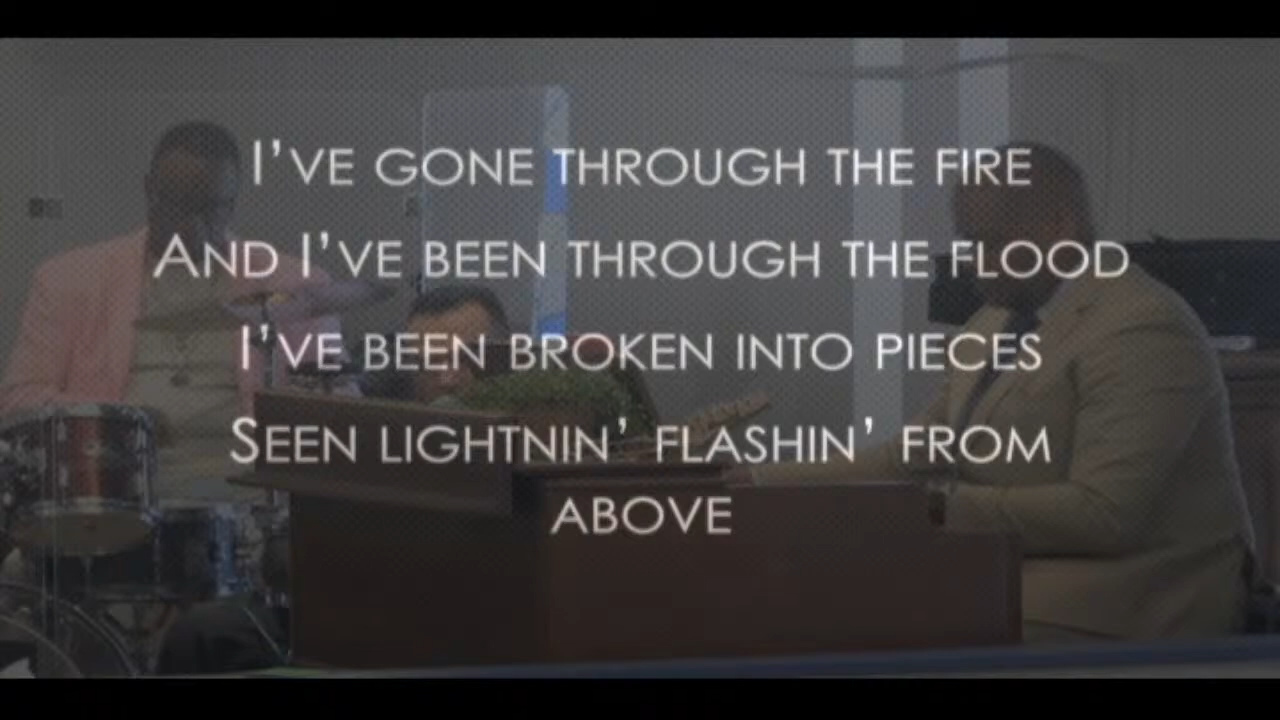 I'VE GONE THROUGH THE FIRE
AND I'VE BEEN THROUGH THE FLOOD
I'VE BEEN BROKEN INTO PIECES
SEEN LIGHTNIN' FLASHIN' FROM
ABOVE